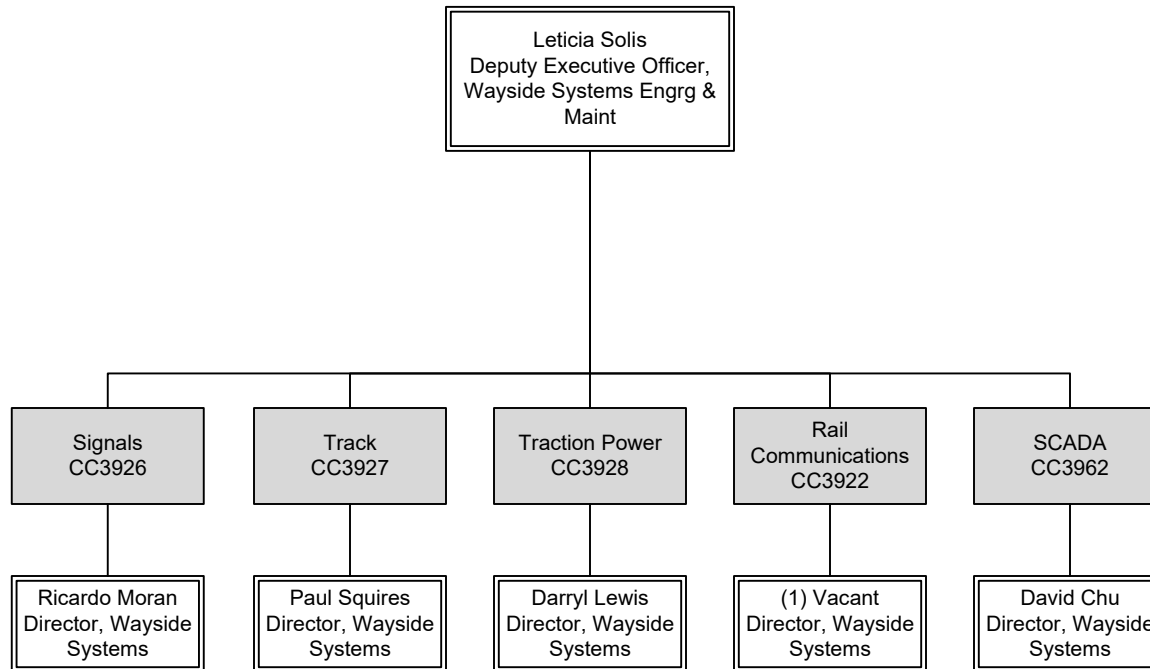 Leticia Solis
Deputy Executive Officer,
Wayside Systems Engrg &
Maint
Signals
CC3926
Track
CC3927
Traction Power
CC3928
Rail
Communications
CC3922
SCADA
CC3962
Ricardo Moran
Director, Wayside
Systems
Paul Squires
Director, Wayside
Systems
Darryl Lewis
Director, Wayside
Systems
(1) Vacant
Director, Wayside
Systems
David Chu
Director, Wayside
Systems